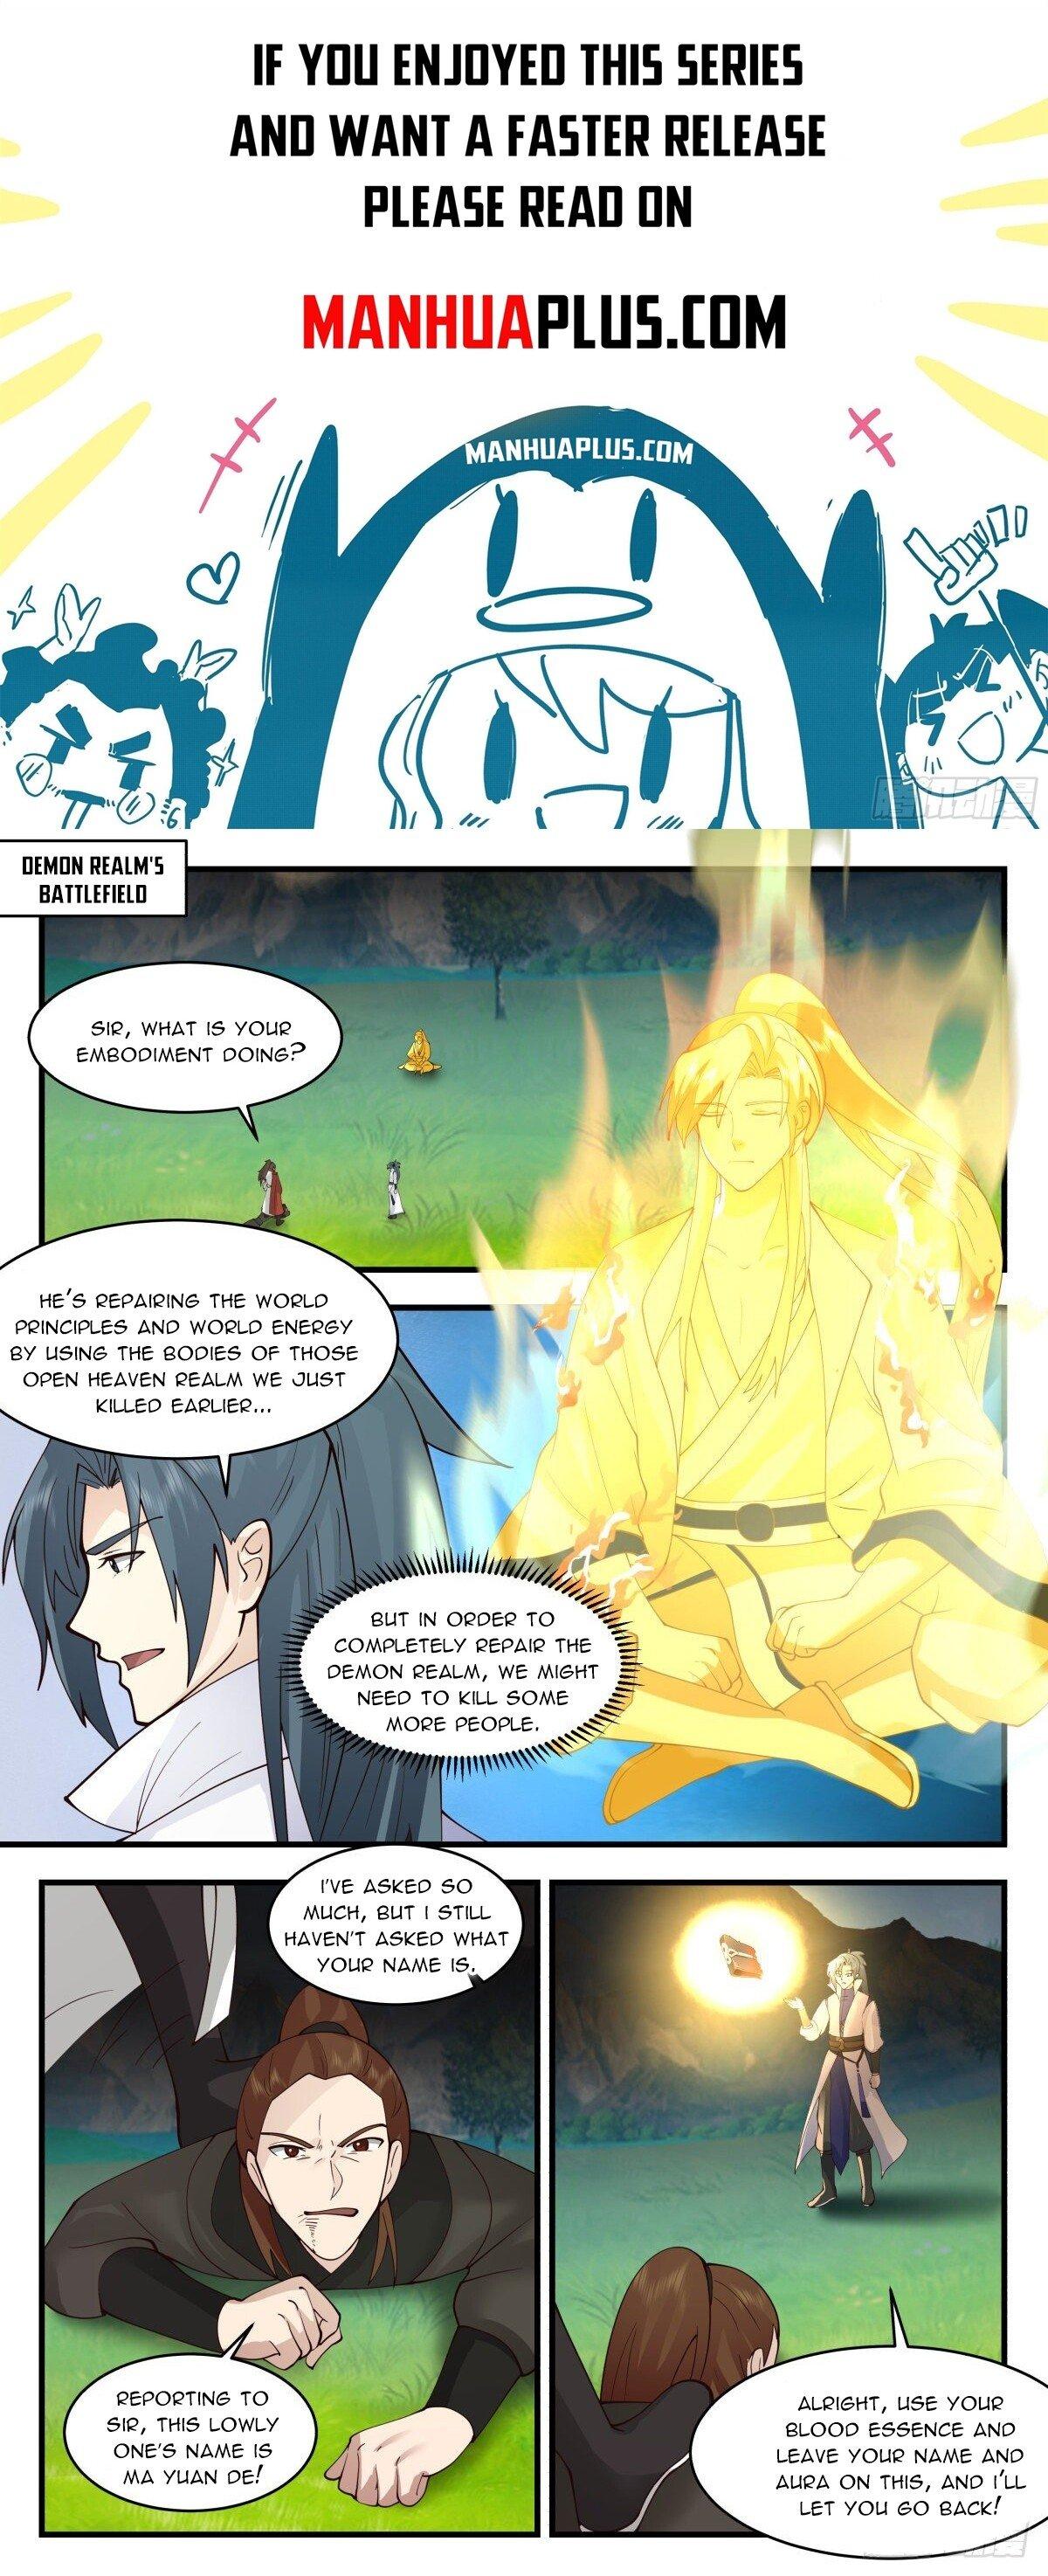 IF YOU ENJOYED THIS SERIES
AND WANT A FASTER RELEASE
PLEASE READ ON
MANHUAPLUS.COM
MANHUAPLUS.COM
腾讯动漫
DEMON REALM'S
BATTLEFIELD
SIR, WHAT IS YOUR
EMBODIMENT DOING?
HE'S REPAIRING THE WORLD
PRINCIPLES AND WORLD ENERGY
BY USING THE BODIES OF THOSE
OPEN HEAVEN REALM WE JUST
KILLED EARLIER...
BUT IN ORDER TO
COMPLETELY REPAIR THE
DEMON REALM, WE MIGHT
NEED TO KILL SOME
MORE PEOPLE.
I'VE ASKED SO
MUCH, BUT I STILL
HAVEN'T ASKED WHAT
YOUR NAME IS.
REPORTING TO
SIR, THIS LOWLY
ONE'S NAME IS
MA YUAN DE!
ALRIGHT, USE YOUR
BLOOD ESSENCE AND
LEAVE YOUR NAME AND
AURA ON THIS, AND I'LL
LET YOU GO BACK!